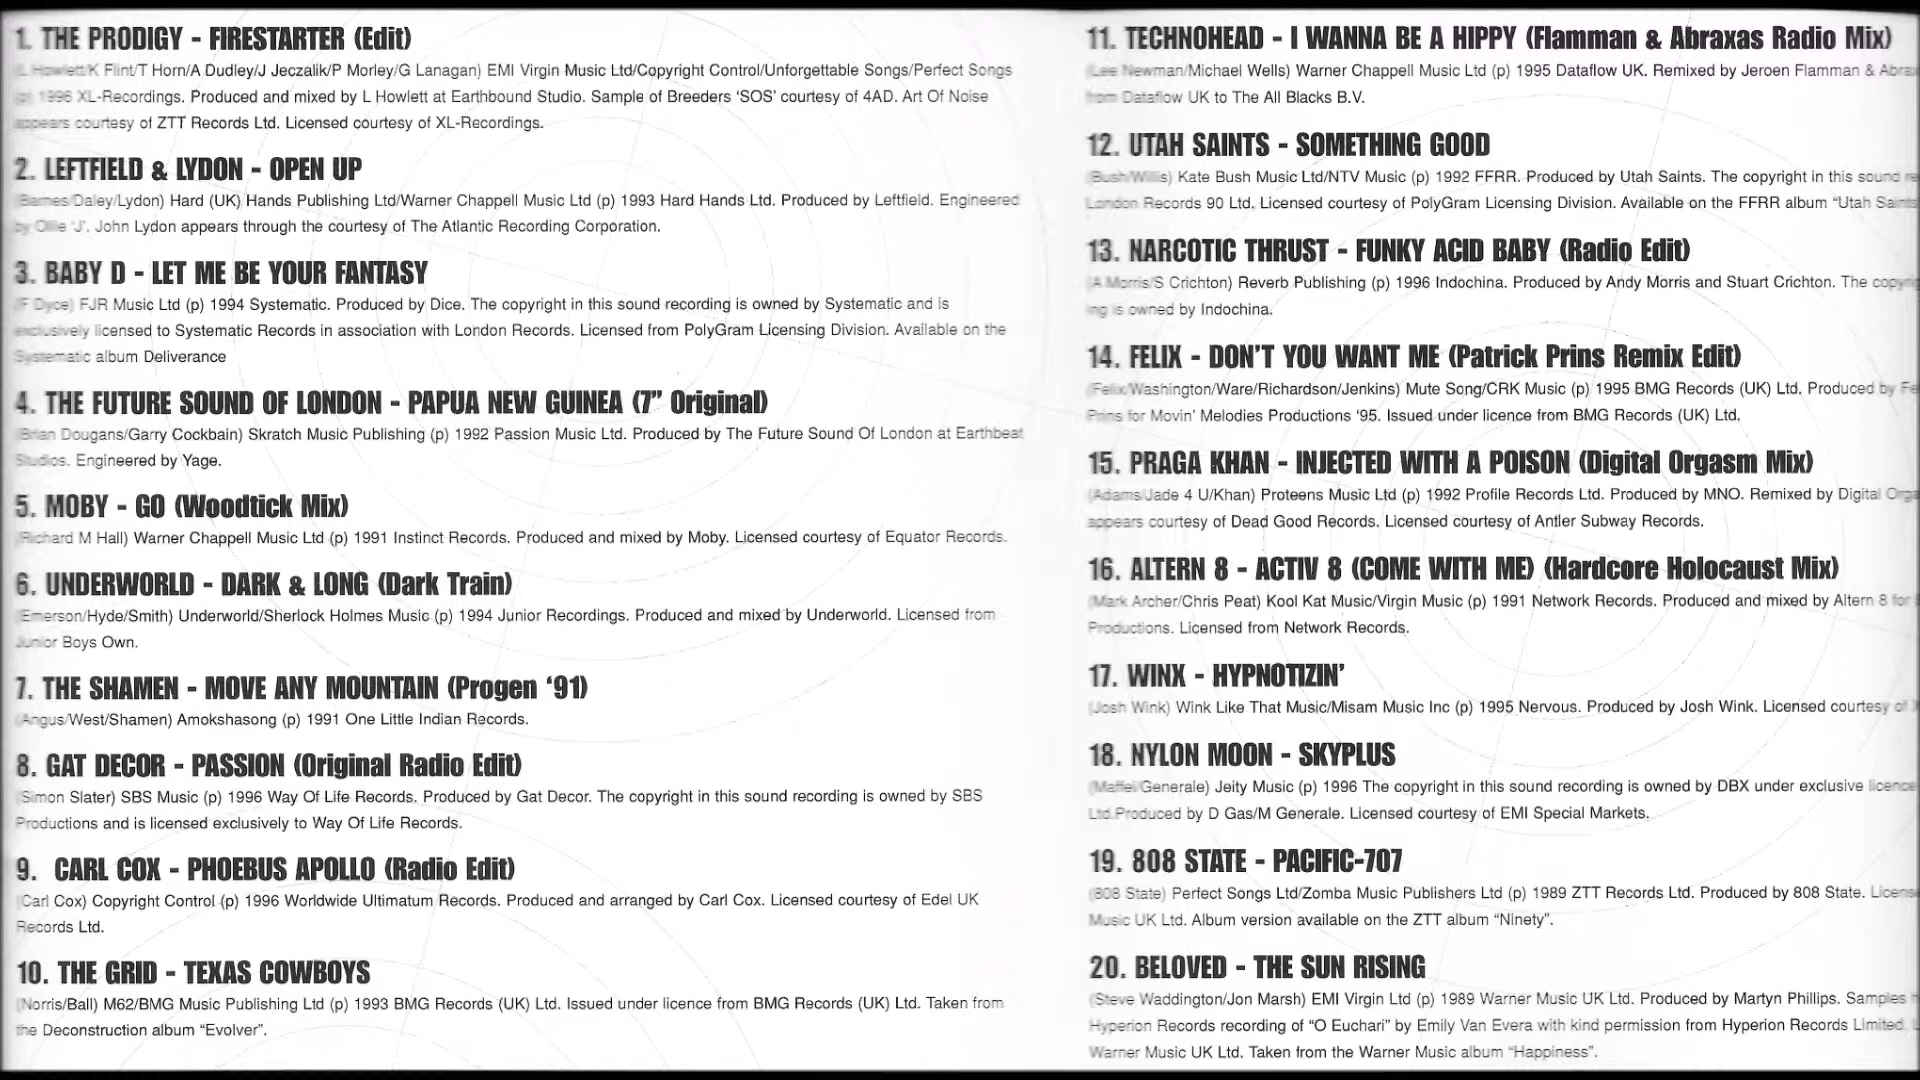 1. THE PRODIGY - FIRESTARTER (Edit)
(L Howlett/K Flint/T Horn/A Dudley/J Jeczalik/P Morley/G Lanagan) EMI Virgin Music Ltd/Copyright Control/Unforgettable Songs/Perfect Songs
(p) 1996 XL-Recordings. Produced and mixed by L Howlett at Earthbound Studio. Sample of Breeders ‘SOS’ courtesy of 4AD. Art Of Noise
appears courtesy of ZTT Records Ltd. Licensed courtesy of XL-Recordings.
2. LEFTFIELD & LYDON - OPEN UP
(Barnes/Daley/Lydon) Hard (UK) Hands Publishing Ltd/Warner Chappell Music Ltd (p) 1993 Hard Hands Ltd. Produced by Leftfield. Engineered
by Ollie ‘J’. John Lydon appears through the courtesy of The Atlantic Recording Corporation.
3. BABY D - LET ME BE YOUR FANTASY
(F Dyce) FJR Music Ltd (p) 1994 Systematic. Produced by Dice. The copyright in this sound recording is owned by Systematic and is
exclusively licensed to Systematic Records in association with London Records. Licensed from PolyGram Licensing Division. Available on the
Systematic album Deliverance
4. THE FUTURE SOUND OF LONDON - PAPUA NEW GUINEA (7” Original)
(Brian Dougans/Garry Cockbain) Skratch Music Publishing (p) 1992 Passion Music Ltd. Produced by The Future Sound Of London at Earthbeat
Studios. Engineered by Yage.
5. MOBY - GO (Woodtick Mix)
(Richard M Hall) Warner Chappell Music Ltd (p) 1991 Instinct Records. Produced and mixed by Moby. Licensed courtesy of Equator Records.
6. UNDERWORLD - DARK & LONG (Dark Train)
(Emerson/Hyde/Smith) Underworld/Sherlock Holmes Music (p) 1994 Junior Recordings. Produced and mixed by Underworld. Licensed from
Junior Boys Own.
7. THE SHAMEN - MOVE ANY MOUNTAIN (Progen ‘91)
(Angus/West/Shamen) Amokshasong (p) 1991 One Little Indian Records.
8. GAT DECOR - PASSION (Original Radio Edit)
(Simon Slater) SBS Music (p) 1996 Way Of Life Records. Produced by Gat Decor. The copyright in this sound recording is owned by SBS
Productions and is licensed exclusively to Way Of Life Records.
9. CARL COX - PHOEBUS APOLLO (Radio Edit)
(Carl Cox) Copyright Control (p) 1996 Worldwide Ultimatum Records. Produced and arranged by Carl Cox. Licensed courtesy of Edel UK
Records Ltd.
10. THE GRID - TEXAS COWBOYS
(Norris/Ball) M62/BMG Music Publishing Ltd (p) 1993 BMG Records (UK) Ltd. Issued under licence from BMG Records (UK) Ltd. Taken from
the Deconstruction album “Evolver”.
11. TECHNOHEAD - I WANNA BE A HIPPY (Flamman & Abraxas Radio Mix)
(Lee Newman/Michael Wells) Warner Chappell Music Ltd (p) 1995 Dataflow UK. Remixed by Jeroen Flamman &
from Dataflow UK to The All Blacks B.V.
12. UTAH SAINTS - SOMETHING GOOD
(Bush/Willis) Kate Bush Music Ltd/NTV Music (p) 1992 FFRR. Produced by Utah Saints. The copyright in this sound
London Records 90 Ltd. Licensed courtesy of PolyGram Licensing Division. Available on the FFRR album “Utah Saints
13. NARCOTIC THRUST - FUNKY ACID BABY (Radio Edit)
(A Morris/S Crichton) Reverb Publishing (p) 1996 Indochina. Produced by Andy Morris and Stuart Crichton. The
ing is owned by Indochina.
14. FELIX - DON’T YOU WANT ME (Patrick Prins Remix Edit)
(Felix/Washington/Ware/Richardson/Jenkins) Mute Song/CRK Music (p) 1995 BMG Records (UK) Ltd. Produced by
Prins for Movin’ Melodies Productions ‘95. Issued under licence from BMG Records (UK) Ltd.
15. PRAGA KHAN - INJECTED WITH A POISON (Digital Orgasm Mix)
(Adams/Jade 4 U/Khan) Proteens Music Ltd (p) 1992 Profile Records Ltd. Produced by MNO. Remixed by Digital
appears courtesy of Dead Good Records. Licensed courtesy of Antler Subway Records.
16. ALTERN 8 - ACTIV 8 (COME WITH ME) (Hardcore Holocaust Mix)
(Mark Archer/Chris Peat) Kool Kat Music/Virgin Music (p) 1991 Network Records. Produced and mixed by Altern 8 for
Productions. Licensed from Network Records.
17. WINX - HYPNOTIZIN’
(Josh Wink) Wink Like That Music/Misam Music Inc (p) 1995 Nervous. Produced by Josh Wink. Licensed courtesy of
18. NYLON MOON - SKYPLUS
(Maffei/Generale) Jeity Music (p) 1996 The copyright in this sound recording is owned by DBX under exclusive licence
Ltd.Produced by D Gas/M Generale. Licensed courtesy of EMI Special Markets.
19. 808 STATE - PACIFIC-707
(808 State) Perfect Songs Ltd/Zomba Music Publishers Ltd (p) 1989 ZTT Records Ltd. Produced by 808 State.
Music UK Ltd. Album version available on the ZTT album “Ninety”.
20. BELOVED - THE SUN RISING
(Steve Waddington/Jon Marsh) EMI Virgin Ltd (p) 1989 Warner Music UK Ltd. Produced by Martyn Phillips. Samples
Hyperion Records recording of “O Euchari” by Emily Van Evera with kind permission from Hyperion Records Limited.
Warner Music UK Ltd. Taken from the Warner Music album “Happiness”.